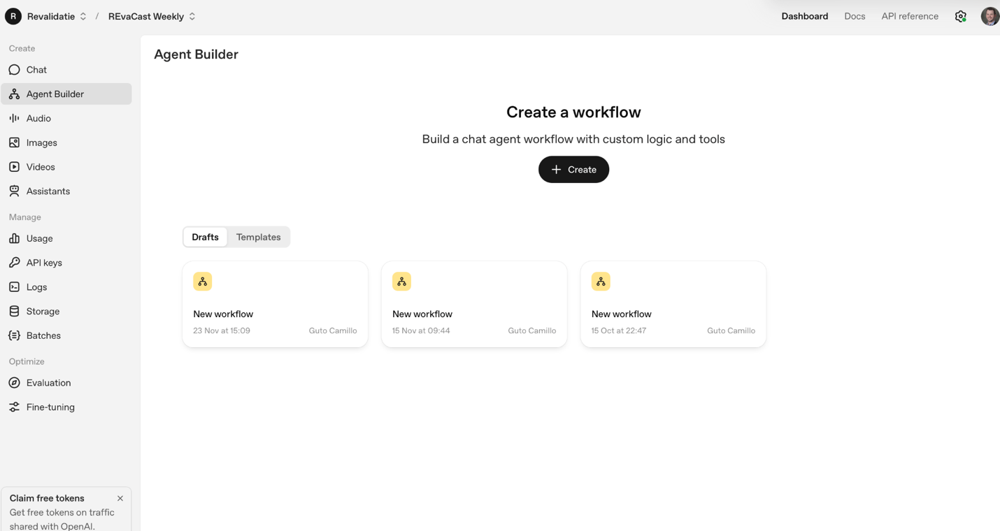 R Revalidatie / REvaCast Weekly
Dashboard Docs API reference
Create
Chat
Agent Builder
Audio
Images
Videos
Assistants
Manage
Usage
API keys
Logs
Storage
Batches
Optimize
Evaluation
Fine-tuning
Claim free tokens
Get free tokens on traffic
shared with OpenAI.
Agent Builder
Create a workflow
Build a chat agent workflow with custom logic and tools
Create
Drafts Templates
New workflow
23 Nov at 15:09 Guto Camillo
New workflow
15 Nov at 09:44 Guto Camillo
New workflow
15 Oct at 22:47 Guto Camillo